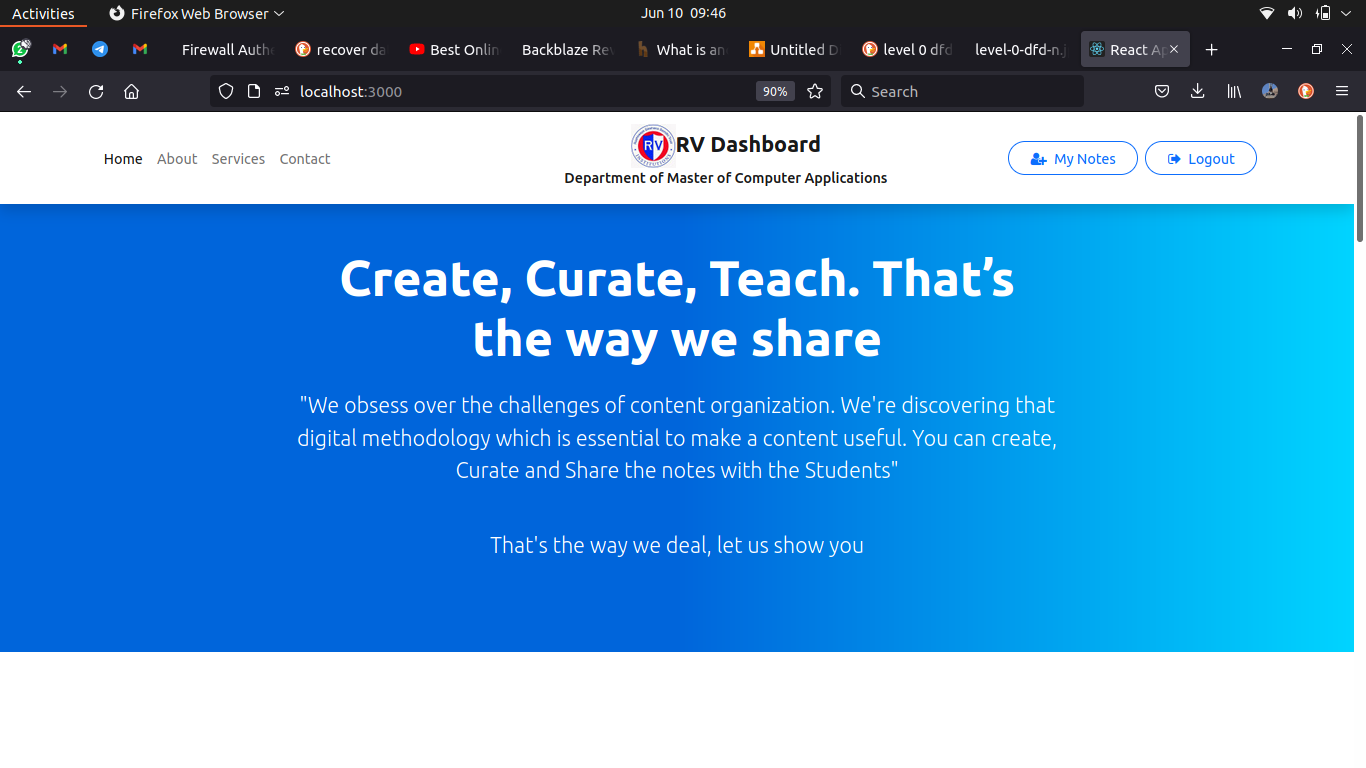 Activities
Firefox Web Browser
Jun 10 09:46
2
Firewall Authe
recover da
Best Onlin
Backblaze Rev
What is an
Untitled D
level 0 dfd
level-0-dfd-n.j
React Ap
localhost:3000
90%
Search
Home
About
Services
Contact
RV
RV Dashboard
Department of Master of Computer Applications
My Notes
Logout
Create, Curate, Teach. That’s
the way we share
"We obsess over the challenges of content organization. We're discovering that
digital methodology which is essential to make a content useful. You can create,
Curate and Share the notes with the Students"
That's the way we deal, let us show you